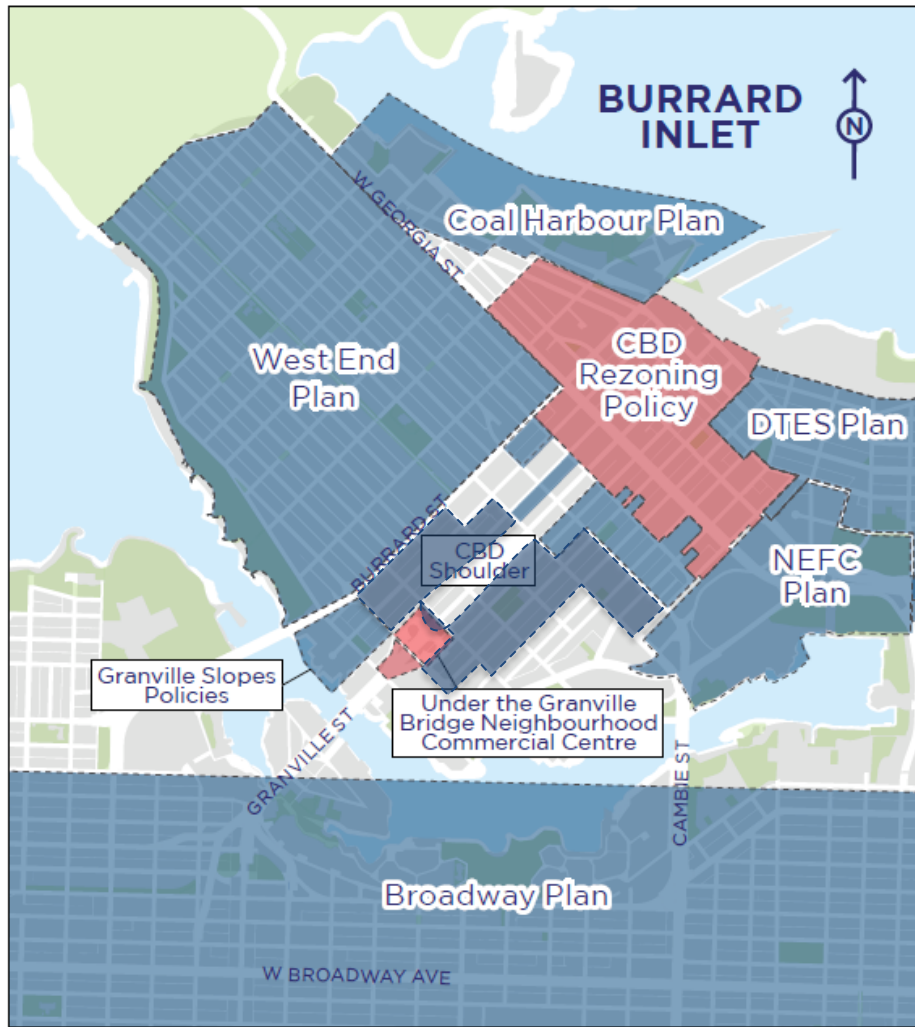 BURRARD
INLET
N
W GEORGIA ST
Coal Harbour Plan
West End
Plan
CBD
Rezoning
Policy
DTES Plan
BURRARD ST
CBD
Shoulder
NEFC
Plan
Granville Slopes
Policies
Under the Granville
Bridge Neighbourhood
Commercial Centre
GRANVILLE ST
CAMBIE ST
Broadway Plan
W BROADWAY AVE